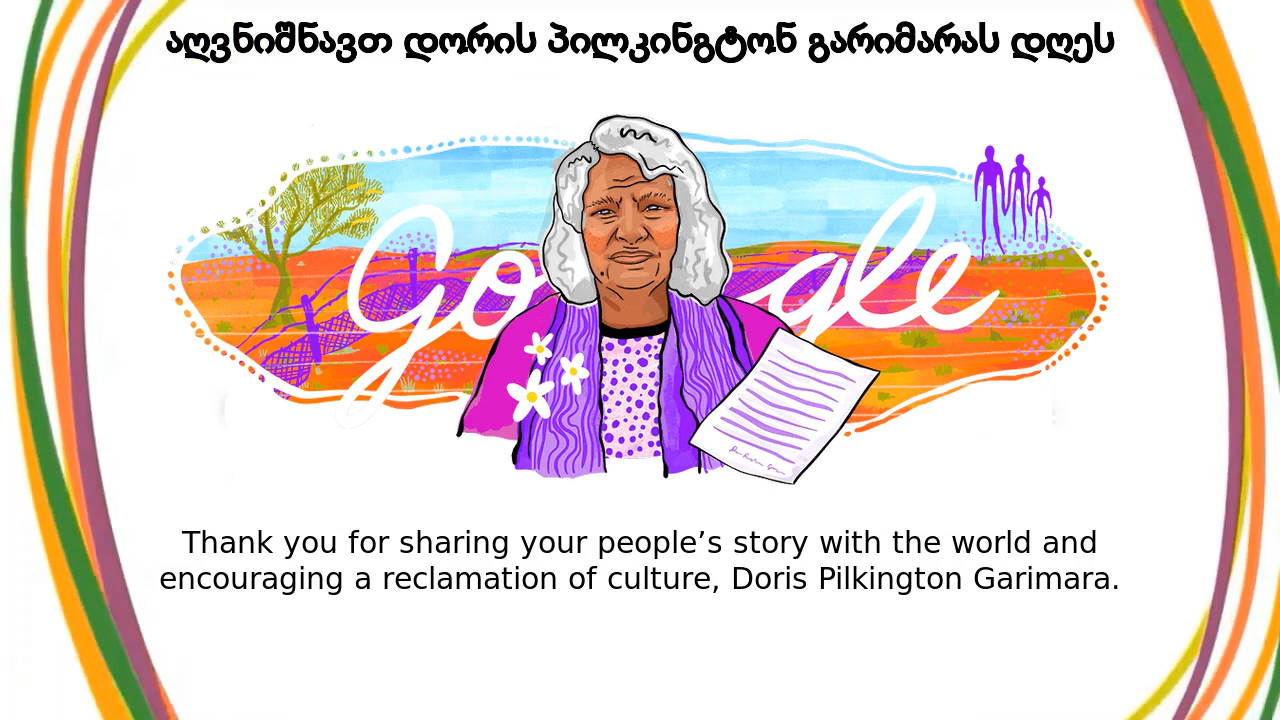 აღვნიშნავთ დორის პილკინგტონ გარიმარას დღეს
Google
Thank you for sharing your people’s story with the world and
encouraging a reclamation of culture, Doris Pilkington Garimara.